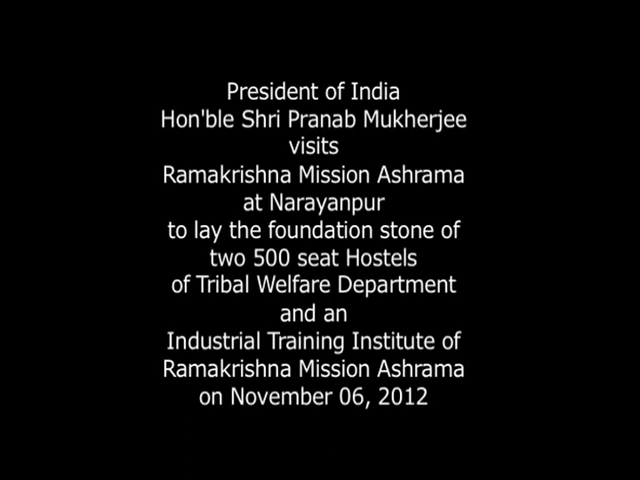 President of India
Hon'ble Shri Pranab Mukherjee
visits
Ramakrishna Mission Ashrama
at Narayanpur
to lay the foundation stone of
two 500 seat Hostels
of Tribal Welfare Department
and an
Industrial Training Institute of
Ramakrishna Mission Ashrama
on November 06, 2012